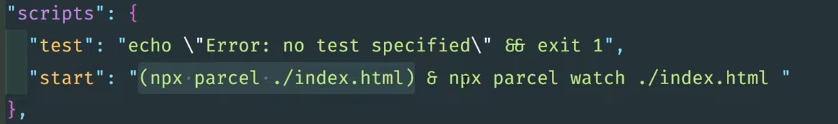 "scripts": {
"test": "echo \"Error: no test specified\" && exit 1",
"start": "(npx parcel ./index.html) & npx parcel watch ./index.html "
},